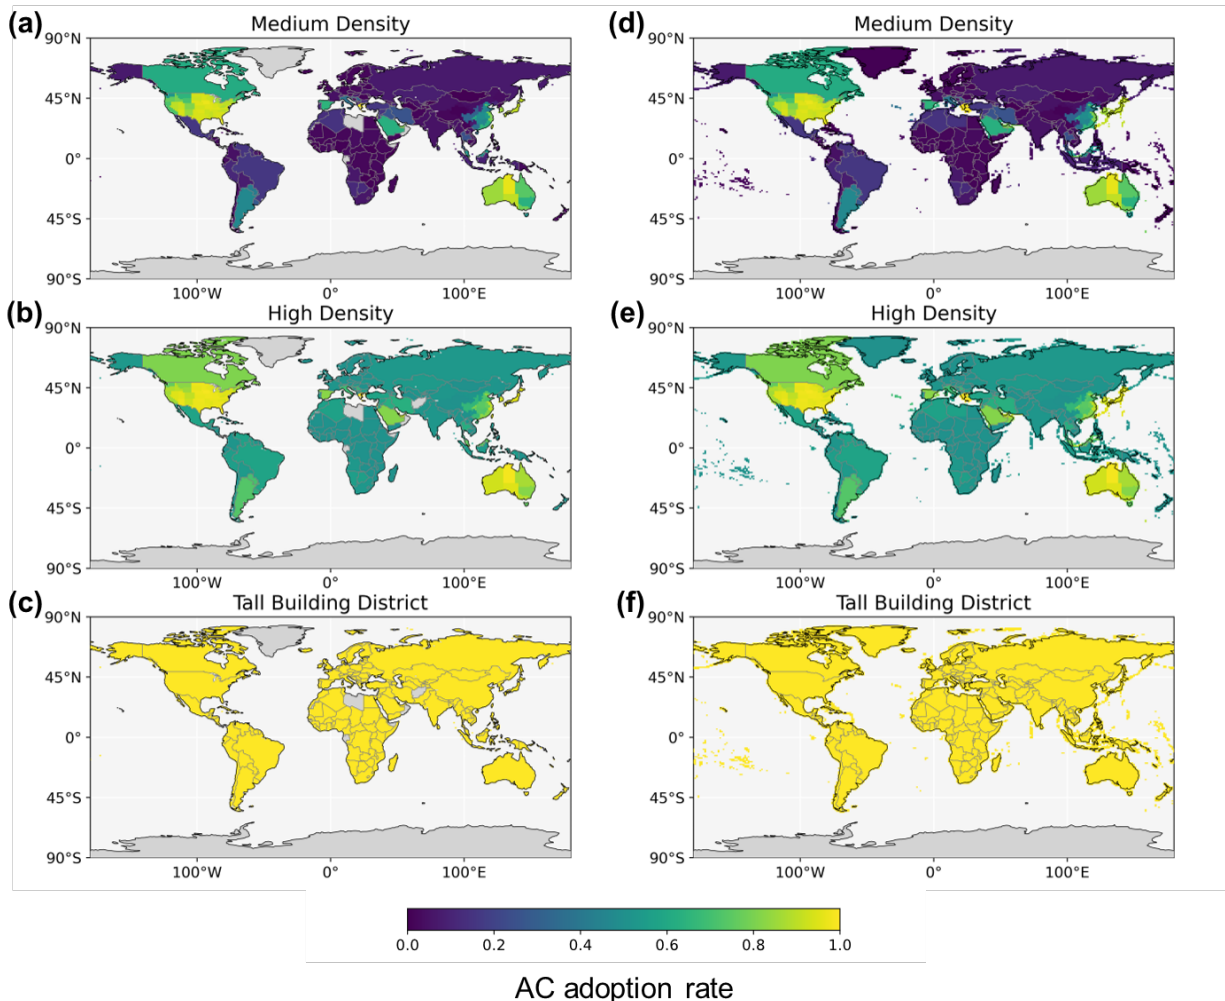 (a)
Medium Density
90°N
45°N
0°
45°S
90°S
100°W
0°
100°E
(d)
Medium Density
90°N
45°N
0°
45°S
90°S
100°W
0°
100°E
(b)
High Density
90°N
45°N
0°
45°S
90°S
100°W
0°
100°E
(e)
High Density
90°N
45°N
0°
45°S
90°S
100°W
0°
100°E
(c)
Tall Building District
90°N
45°N
0°
45°S
90°S
100°W
0°
100°E
(f)
Tall Building District
90°N
45°N
0°
45°S
90°S
100°W
0°
100°E
0.0 0.2 0.4 0.6 0.8 1.0
AC adoption rate